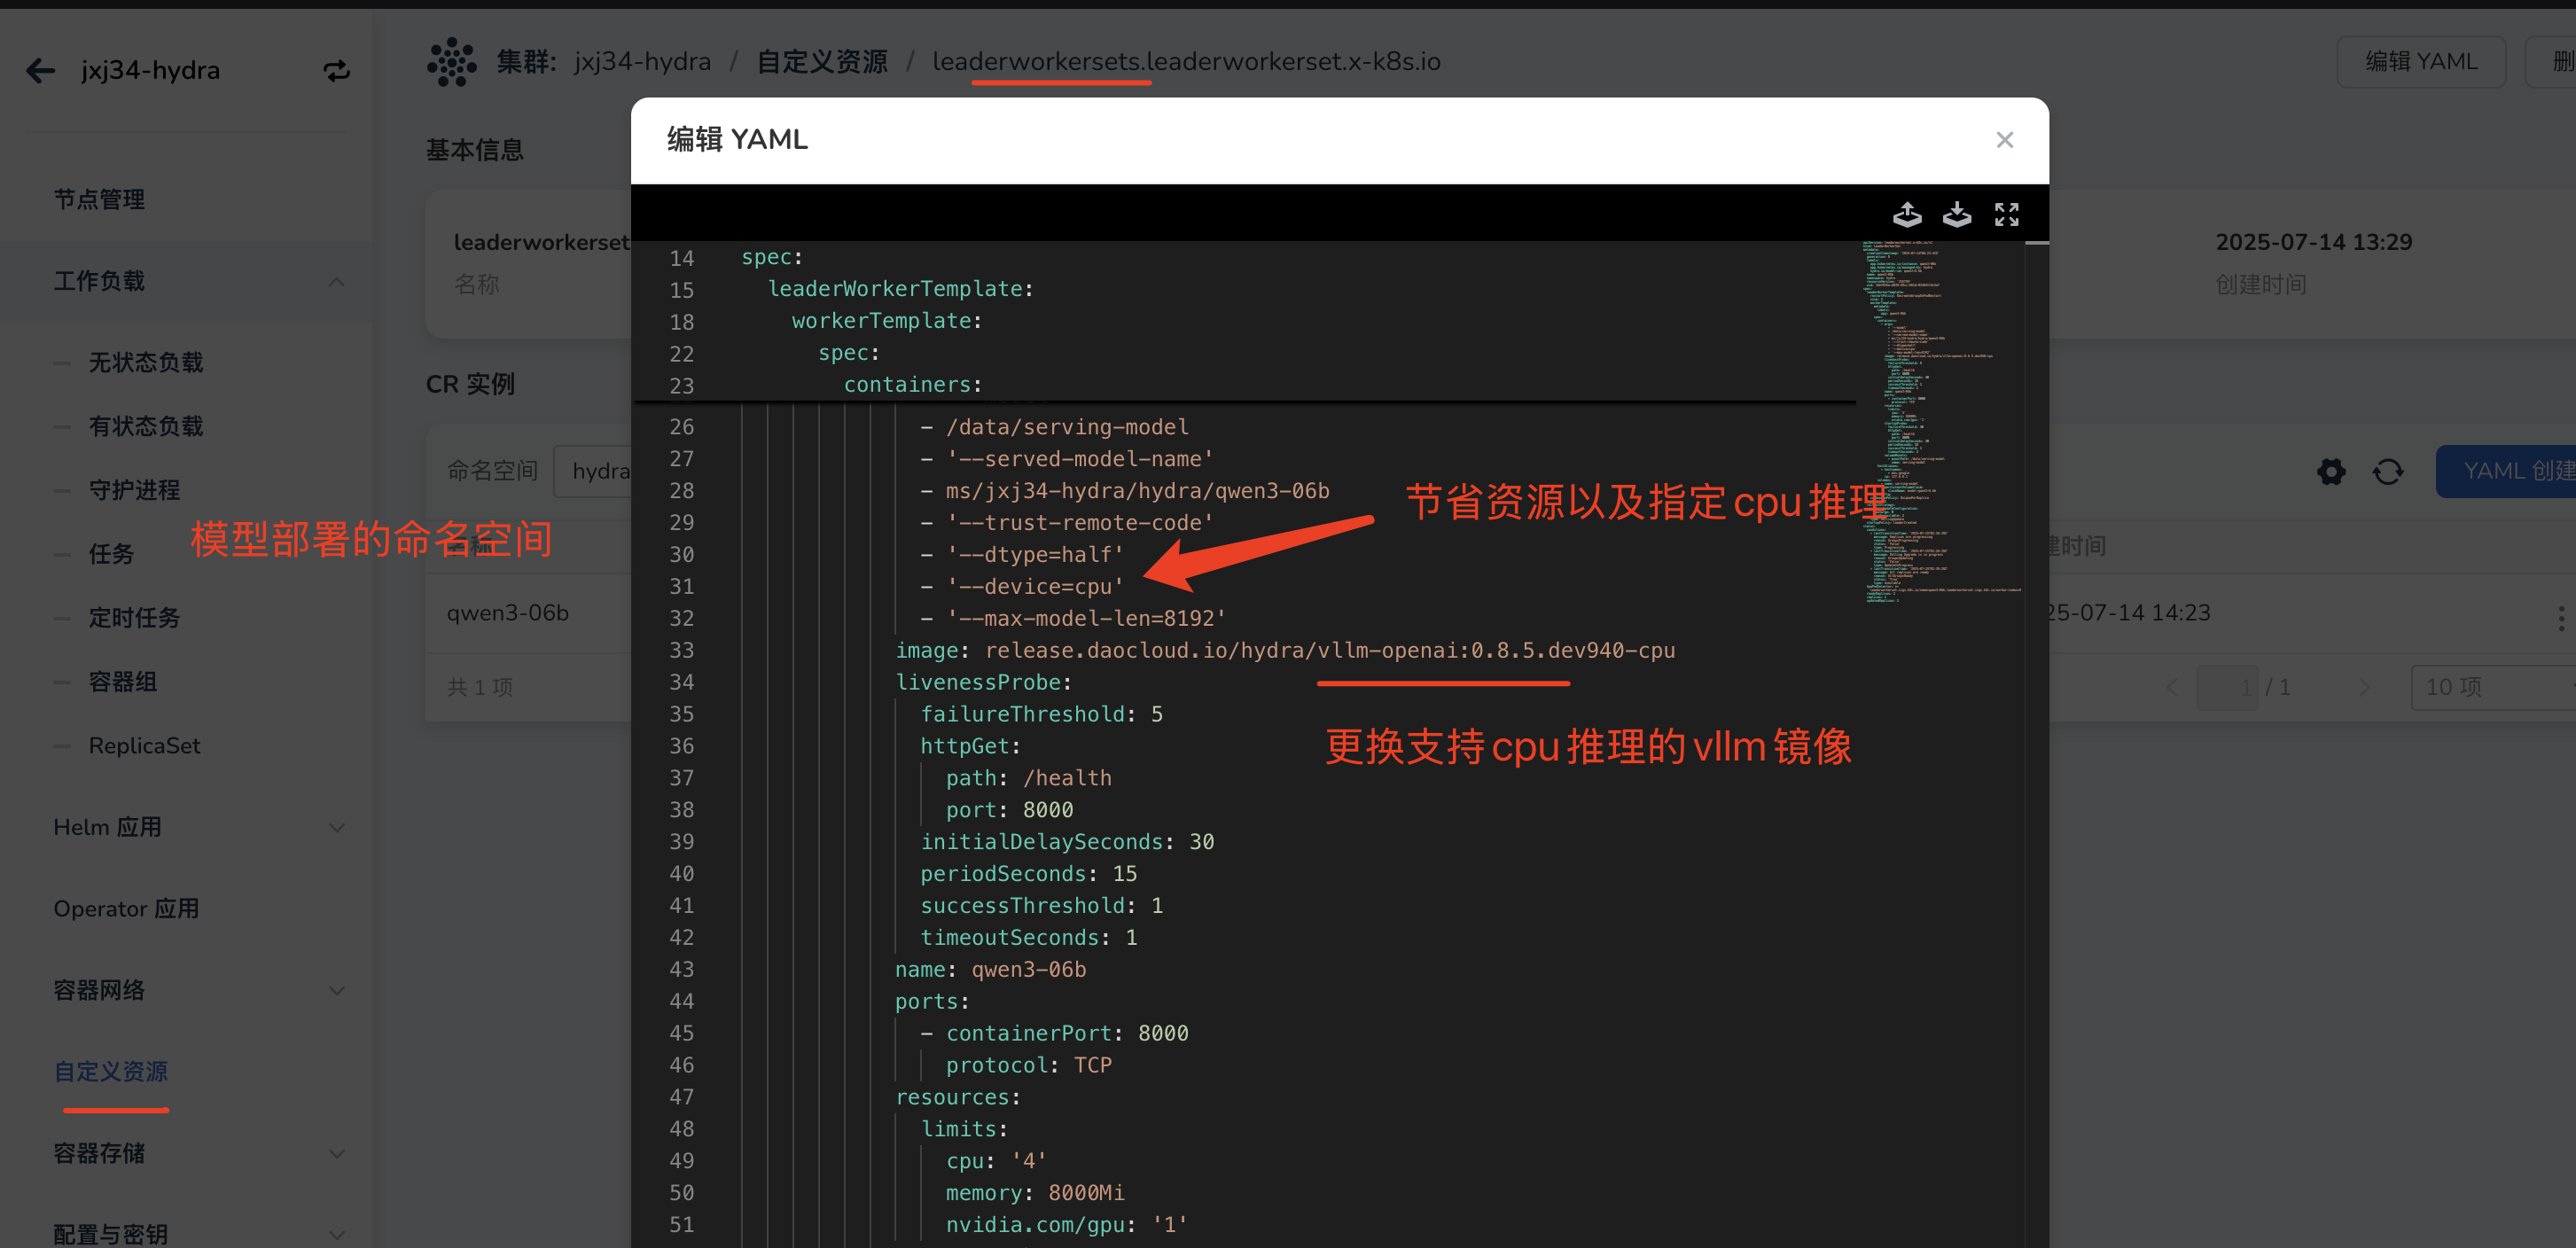 jxj34-hydra
集群: jxj34-hydra / 自定义资源 / leaderworkersets.leaderworkerset.x-k8s.io
编辑 YAML
基本信息
节点管理
工作负载
无状态负载
有状态负载
守护进程
任务
定时任务
容器组
ReplicaSet
Helm 应用
Operator 应用
容器网络
自定义资源
容器存储
配置与密钥
leaderworkerset
名称
2025-07-14 13:29
创建时间
CR 实例
命名空间 hydra
YAML 创建
模型部署的命名空间
建时间
qwen3-06b
25-07-14 14:23
共 1 项
1 / 1
10 项
编辑 YAML
14 spec:
15 leaderWorkerTemplate:
18 workerTemplate:
22 spec:
23 containers:
26 - /data/serving-model
27 - '--served-model-name'
28 - ms/jxj34-hydra/hydra/qwen3-06b
29 - '--trust-remote-code'
30 - '--dtype=half'
31 - '--device=cpu'
32 - '--max-model-len=8192'
33 image: release.daocloud.io/hydra/vllm-openai:0.8.5.dev940-cpu
34 livenessProbe:
35 failureThreshold: 5
36 httpGet:
37 path: /health
38 port: 8000
39 initialDelaySeconds: 30
40 periodSeconds: 15
41 successThreshold: 1
42 timeoutSeconds: 1
43 name: qwen3-06b
44 ports:
45 - containerPort: 8000
46 protocol: TCP
47 resources:
48 limits:
49 cpu: '4'
50 memory: 8000Mi
51 nvidia.com/gpu: '1'
节省资源以及指定cpu推理
更换支持cpu推理的vllm镜像